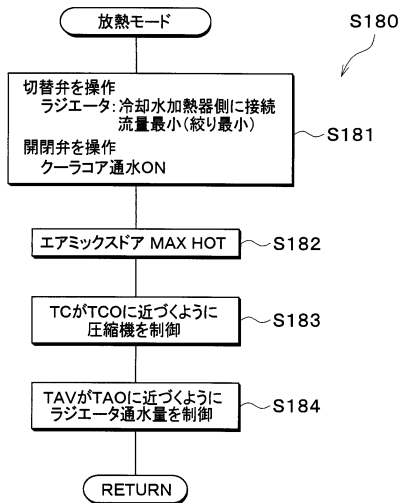 放熱モード
S180
切替弁を操作
ラジエータ:冷却水加熱器側に接続
流量最小(絞り最小)
開閉弁を操作
クーラコア通水ON
S181
エアミックスドア MAX HOT
S182
TCがTCOに近づくように
圧縮機を制御
S183
TAVがTAOに近づくように
ラジエータ通水量を制御
S184
RETURN